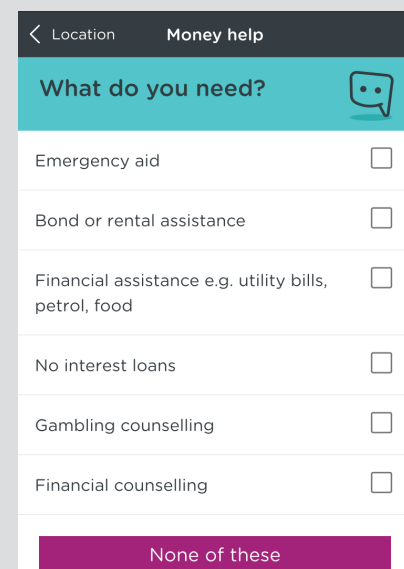 Location Money help
What do you need?
Emergency aid
Bond or rental assistance
Financial assistance e.g. utility bills,
petrol, food
No interest loans
Gambling counselling
Financial counselling
None of these